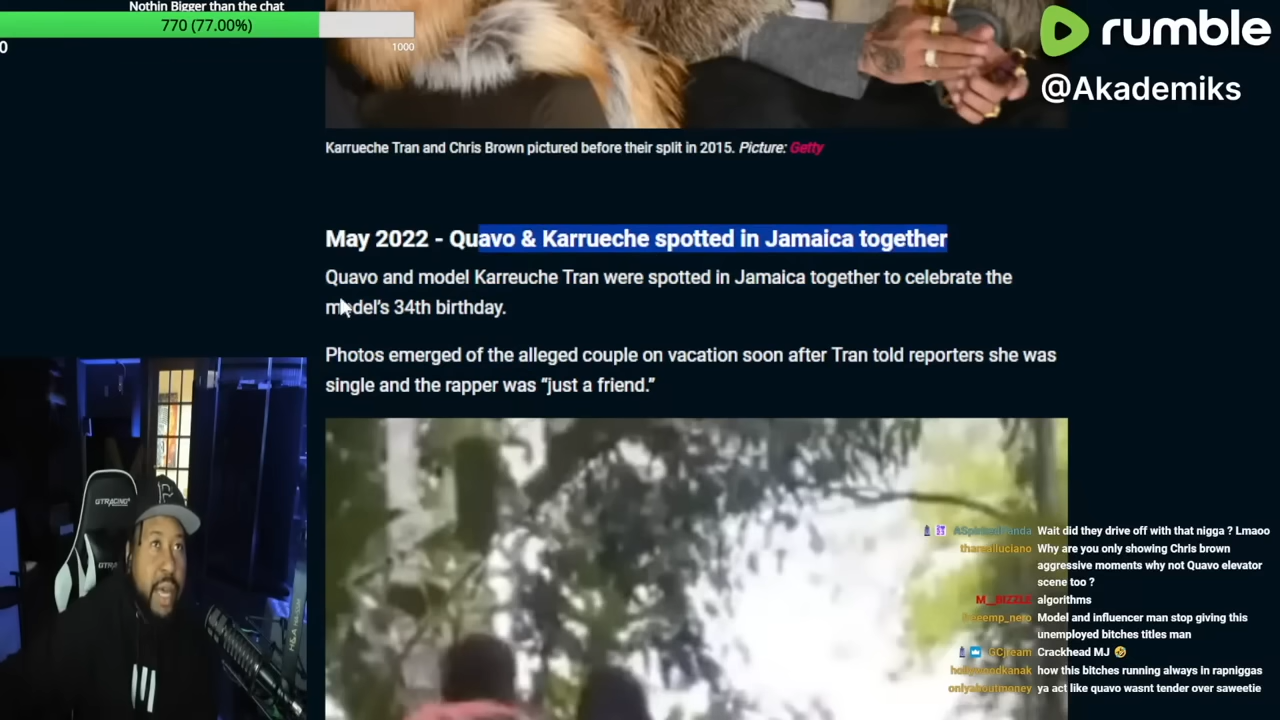 Nothin Bigger than the chat
770 (77.00%)
0
1000
rumble
@Akademiks
Karrueche Tran and Chris Brown pictured before their split in 2015. Picture: Getty
May 2022 - Quavo & Karrueche spotted in Jamaica together
Quavo and model Karreuche Tran were spotted in Jamaica together to celebrate the
model's 34th birthday.
Photos emerged of the alleged couple on vacation soon after Tran told reporters she was
single and the rapper was “just a friend.”
GTRACING
Wait did they drive off with that nigga ? Lmaoo
Why are you only showing Chris brown
aggressive moments why not Quavo elevator
scene too ?
M__BIZZLE algorithms
Model and influencer man stop giving this
unemployed bitches titles man
GCjream Crackhead MJ 🤣
how this bitches running always in rapniggas
onlyaboutmoney ya act like quavo wasnt tender over saweetie